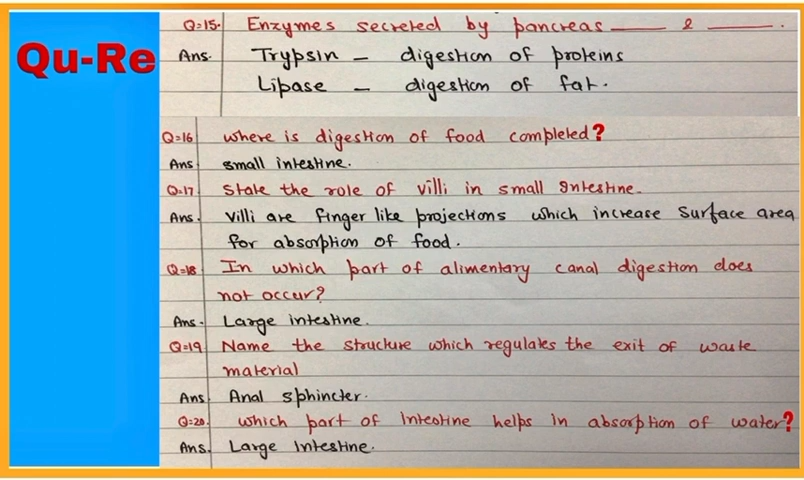 Qu-Re
Q=15. Enzymes secreted by pancreas ____ & ____.
Ans. Trypsin – digestion of proteins
Lipase – digestion of fat.
Q=16 where is digestion of food completed?
Ans small intestine.
Q=17 State the role of villi in small Intestine.
Ans. Villi are finger like projections which increase Surface area
for absorption of food.
Q=18 In which part of alimentary canal digestion does
not occur?
Ans. Large intestine.
Q=19 Name the structure which regulates the exit of waste
material
Ans Anal sphincter.
Q=20. which part of intestine helps in absorption of water?
Ans. Large Intestine.